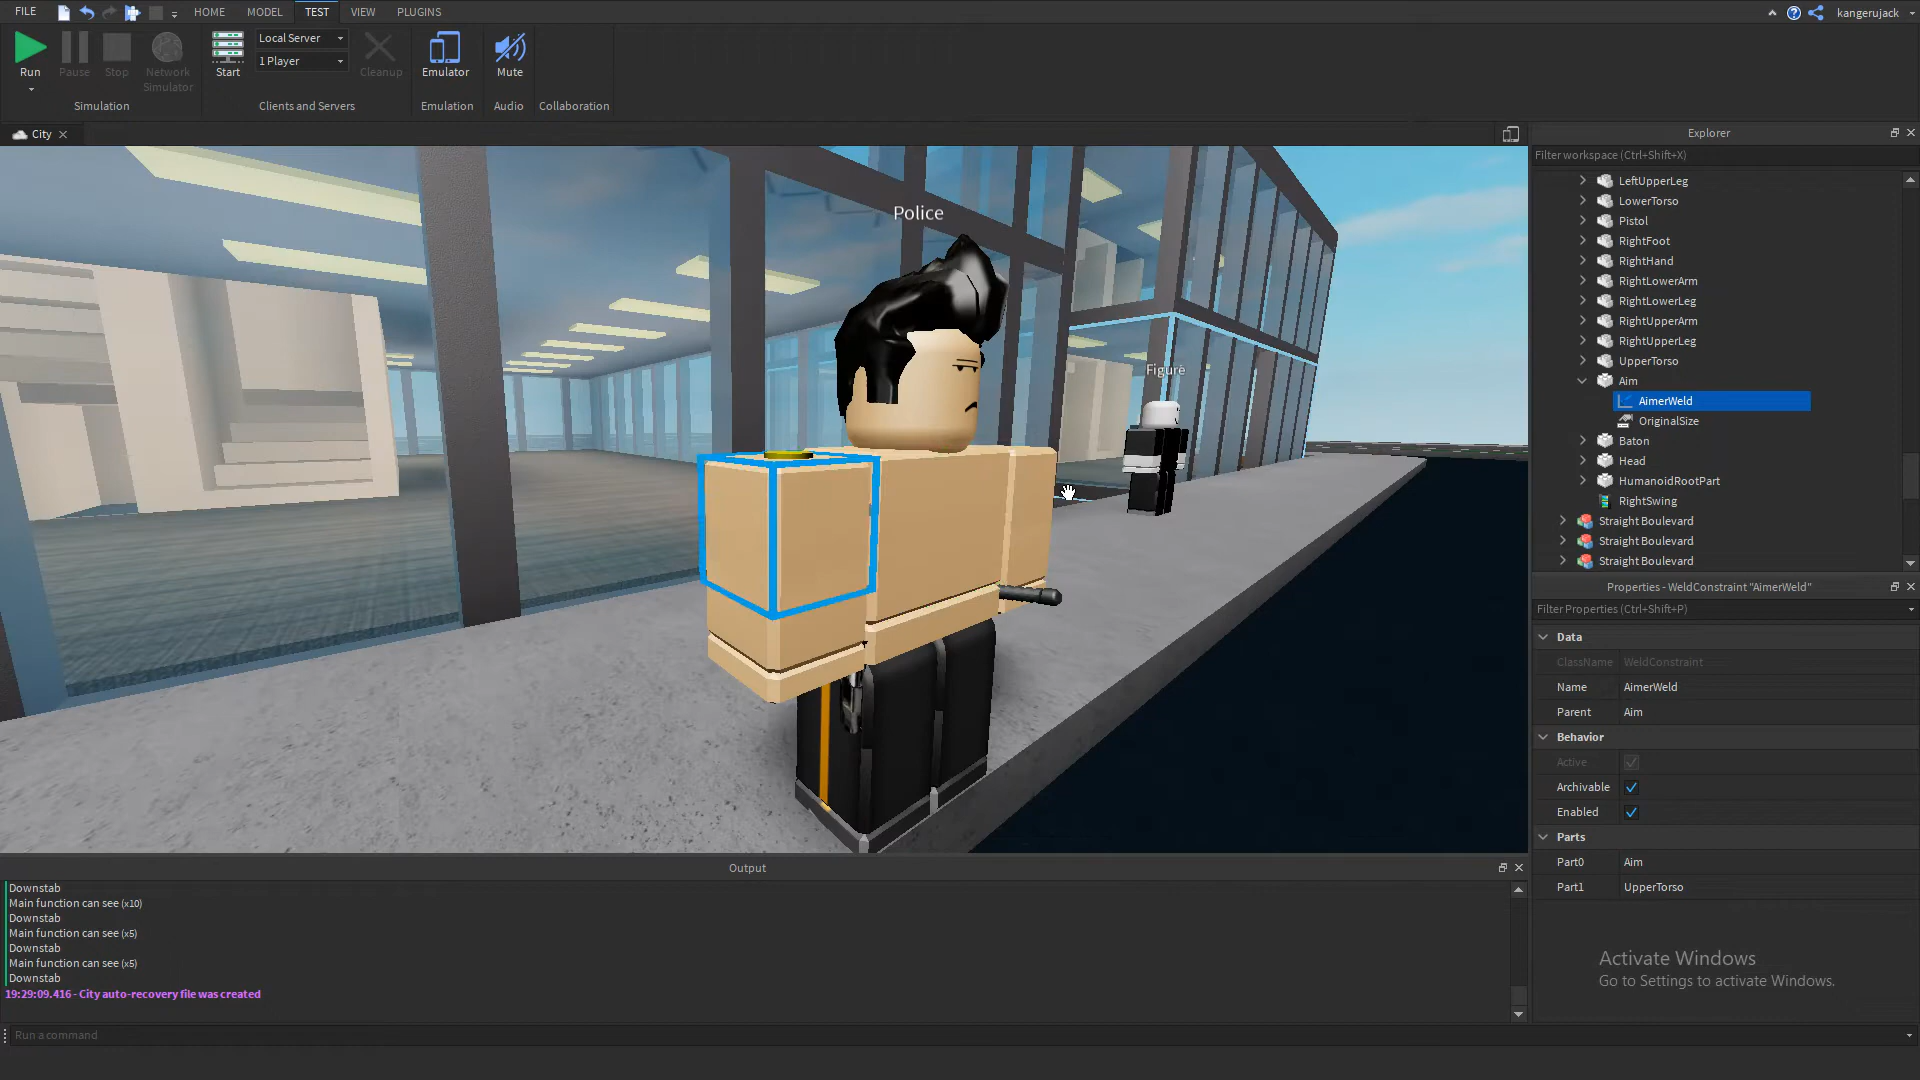 FILE
HOME
MODEL
TEST
VIEW
PLUGINS
kangerujack
Run
Pause
Stop
Network
Simulator
Simulation
Start
Local Server
1 Player
Cleanup
Clients and Servers
Emulator
Emulation
Mute
Audio
Collaboration
City
Police
Figure
Explorer
Filter workspace (Ctrl+Shift+X)
LeftUpperLeg
LowerTorso
Pistol
RightFoot
RightHand
RightLowerArm
RightLowerLeg
RightUpperArm
RightUpperLeg
UpperTorso
Aim
AimerWeld
OriginalSize
Baton
Head
HumanoidRootPart
RightSwing
Straight Boulevard
Straight Boulevard
Straight Boulevard
Properties - WeldConstraint "AimerWeld"
Filter Properties (Ctrl+Shift+P)
Data
ClassName WeldConstraint
Name AimerWeld
Parent Aim
Behavior
Active
Archivable
Enabled
Parts
Part0 Aim
Part1 UpperTorso
Activate Windows
Go to Settings to activate Windows.
Output
Downstab
Main function can see (x10)
Downstab
Main function can see (x5)
Downstab
Main function can see (x5)
Downstab
19:29:09.416 - City auto-recovery file was created
Run a command